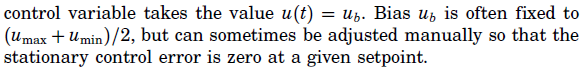 control variable takes the value u(t) = u_b. Bias u_b is often fixed to
(u_max + u_min)/2, but can sometimes be adjusted manually so that the
stationary control error is zero at a given setpoint.